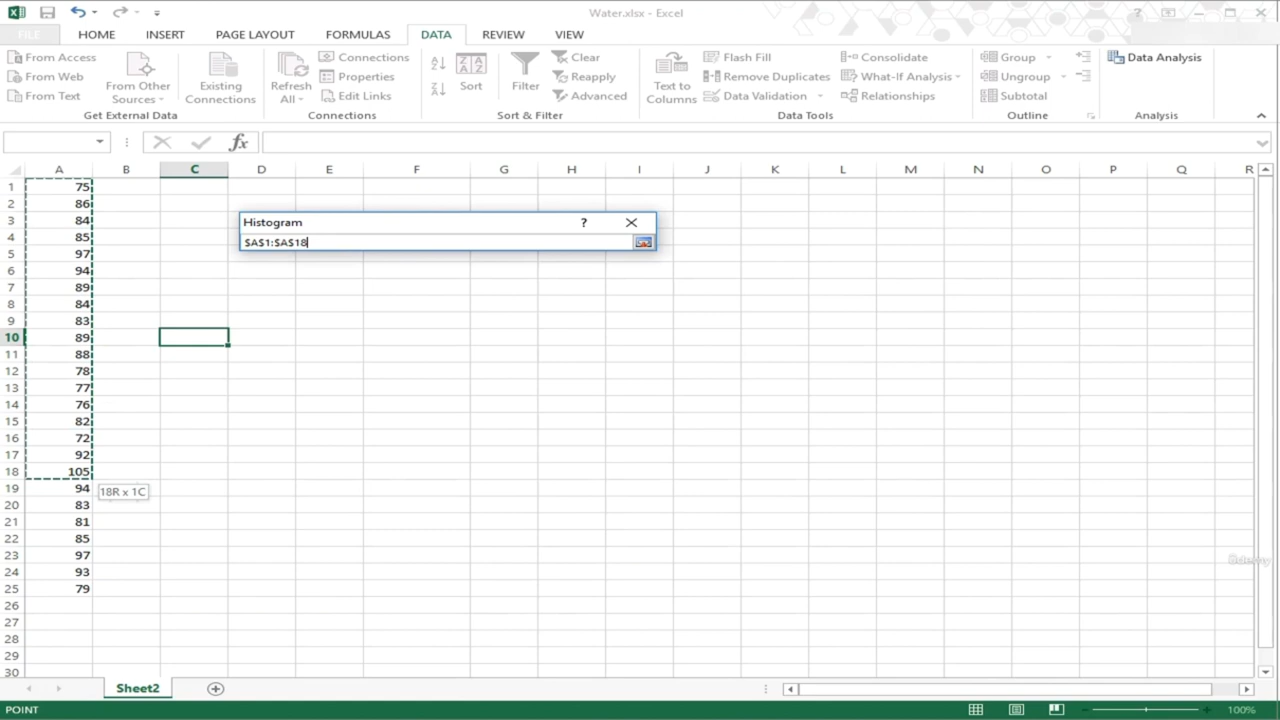 Water.xlsx - Excel
FILE HOME INSERT PAGE LAYOUT FORMULAS DATA REVIEW VIEW
From Access
From Web
From Text
From Other Sources
Existing Connections
Get External Data
Refresh All
Connections
Properties
Edit Links
Connections
Sort
Filter
Clear
Reapply
Advanced
Sort & Filter
Text to Columns
Flash Fill
Remove Duplicates
Data Validation
Consolidate
What-If Analysis
Relationships
Data Tools
Group
Ungroup
Subtotal
Outline
Data Analysis
Analysis
fx
A B C D E F G H I J K L M N O P Q R
Histogram ? 
$A$1:$A$18
1 75
2 86
3 84
4 85
5 97
6 94
7 89
8 84
9 83
10 89
11 88
12 78
13 77
14 76
15 82
16 72
17 92
18 105
19 94
18R x 1C
20 83
21 81
22 85
23 97
24 93
25 79
26
27
28
29
30
Sheet2
POINT 100%
ûdemy